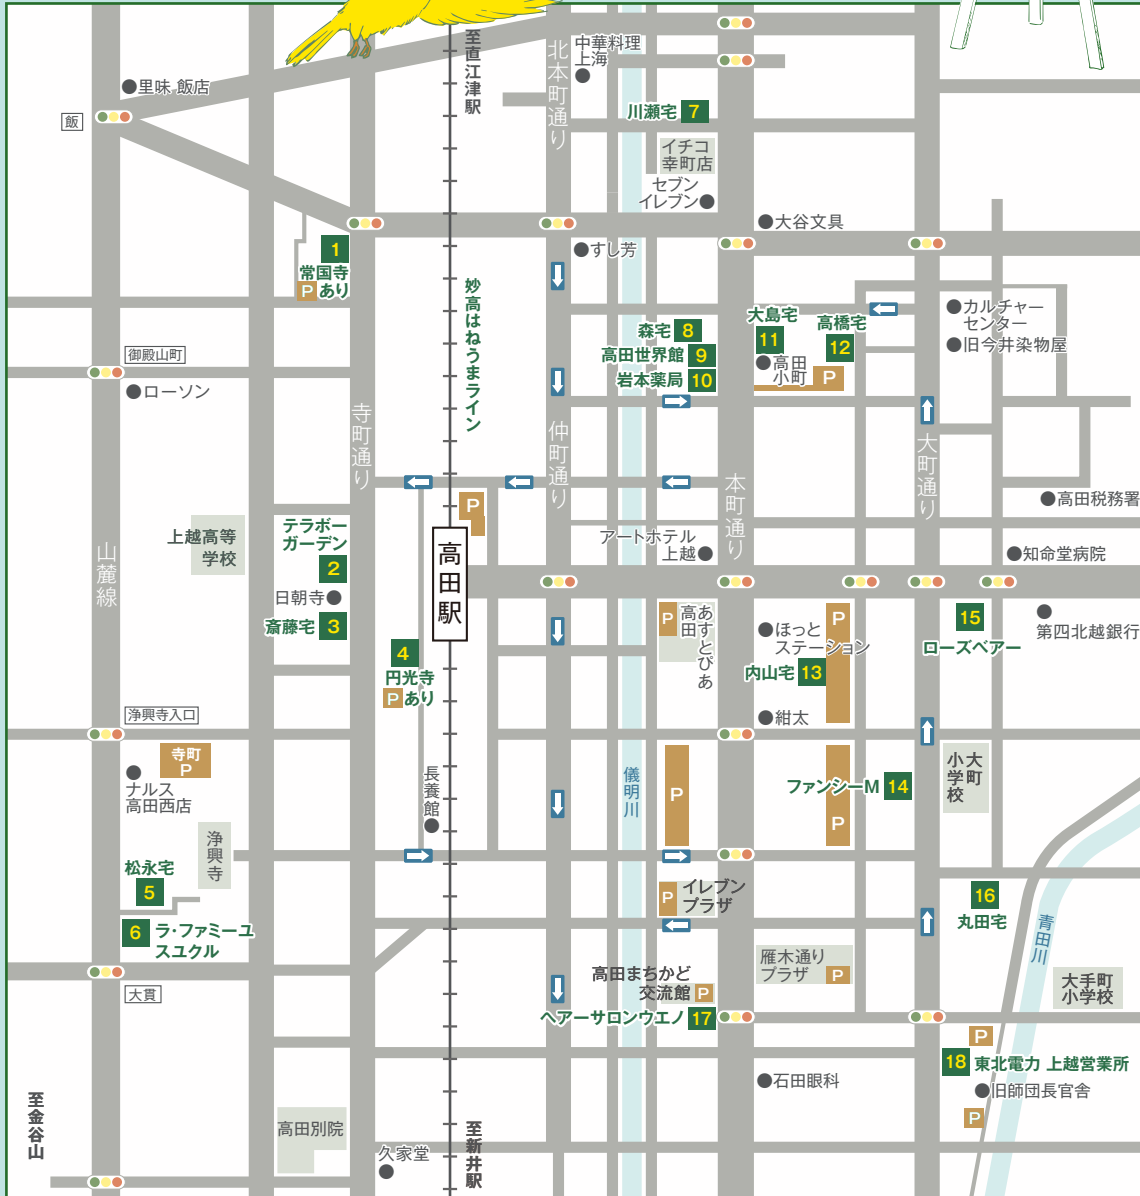 至直江津駅
北本町通り
中華料理
上海
里味 飯店
飯
川瀬宅 7
イチコ
幸町店
セブン
イレブン
大谷文具
すし芳
1
常国寺
P あり
妙高はねうまライン
御殿山町
ローソン
森宅 8
高田世界館 9
岩本薬局 10
大島宅
11
高田
小町
P
高橋宅
12
カルチャー
センター
旧今井染物屋
寺町通り
仲町通り
本町通り
大町通り
高田税務署
P
高田駅
上越高等
学校
テラボー
ガーデン
2
日朝寺
斎藤宅 3
山麓線
アートホテル
上越
知命堂病院
4
円光寺
P あり
P
高田
あすとぴあ
ほっと
ステーション
P
内山宅 13
紺太
15
ローズベアー
第四北越銀行
浄興寺入口
寺町
P
ナルス
高田西店
長養館
儀明川
P
ファンシーM 14
P
大町
小学校
浄興寺
松永宅
5
6 ラ・ファミーユ
スユクル
P
イレブン
プラザ
16
丸田宅
青田川
大貫
高田まちかど
交流館 P
ヘアーサロンウエノ 17
雁木通り
プラザ P
大手町
小学校
P
18 東北電力 上越営業所
旧師団長官舎
P
石田眼科
至金谷山
高田別院
久家堂
至新井駅